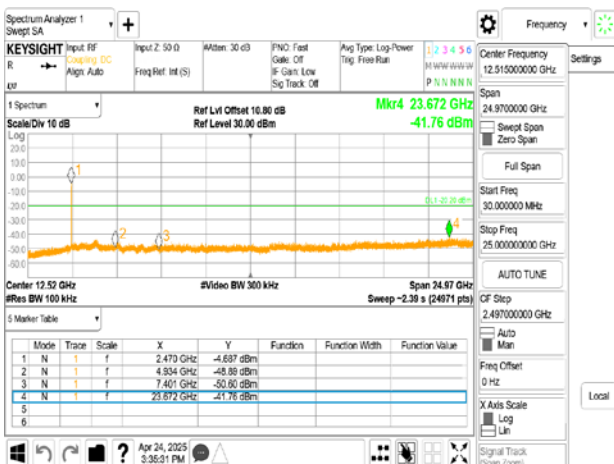 Spectrum Analyzer 1
Swept SA
Frequency
Settings
KEYSIGHT
R
Input: RF
Coupling: DC
Align: Auto
Input Z: 50 Ω
Freq Ref: Int (S)
#Atten: 30 dB
PNO: Fast
Gate: Off
IF Gain: Low
Sig Track: Off
Avg Type: Log-Power
Trig: Free Run
1 2 3 4 5 6
M W W W W W
P N N N N N
1 Spectrum
Scale/Div 10 dB
Ref Lvl Offset 10.80 dB
Ref Level 30.00 dBm
Mkr4 23.672 GHz
-41.76 dBm
Log
20.0
10.0
0.00
-10.0
-20.0
-30.0
-40.0
-50.0
-60.0
1
2
3
4
Center 12.52 GHz
#Res BW 100 kHz
#Video BW 300 kHz
Span 24.97 GHz
Sweep ~2.39 s (24971 pts)
5 Marker Table
Mode Trace Scale X Y Function Function Width Function Value
1 N 1 f 2.470 GHz -4.687 dBm
2 N 1 f 4.934 GHz -48.89 dBm
3 N 1 f 7.401 GHz -50.60 dBm
4 N 1 f 23.672 GHz -41.76 dBm
5
6
Apr 24, 2025
3:35:31 PM
Center Frequency
12.515000000 GHz
Span
24.9700000 GHz
Swept Span
Zero Span
Full Span
Start Freq
30.000000 MHz
Stop Freq
25.000000000 GHz
AUTO TUNE
CF Step
2.497000000 GHz
Auto
Man
Freq Offset
0 Hz
X Axis Scale
Log
Lin
Signal Track
(Span Zoom)
Local